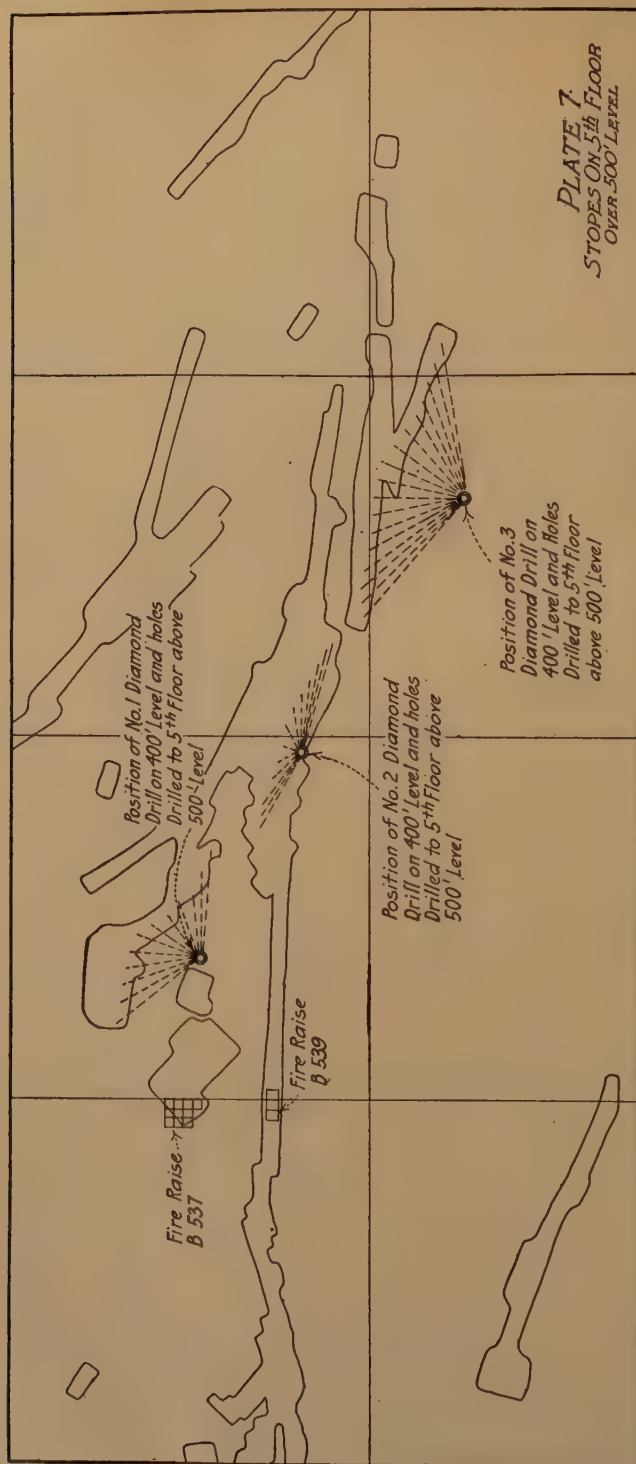 PLATE 7.
STOPES ON 5th FLOOR
OVER 500' LEVEL
Position of No.1 Diamond
Drill on 400' Level and holes
Drilled to 5th Floor above
500' Level
Fire Raise
B 537
Fire Raise
B 539
Position of No.2 Diamond
Drill on 400' Level and holes
Drilled to 5th Floor above
500' Level
Position of No.3
Diamond Drill on
400' Level and Holes
Drilled to 5th Floor
above 500' Level